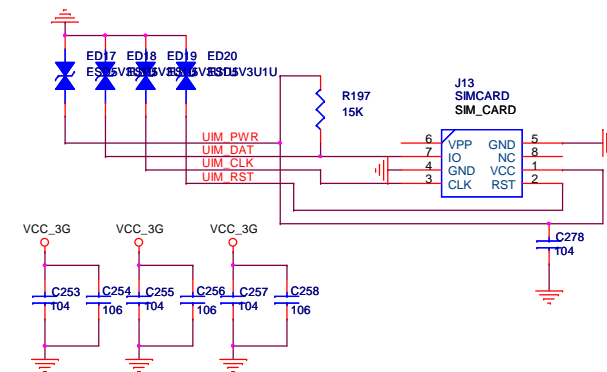 ED17 ED18 ED19 ED20
ESD5V3U1U
J13
SIMCARD
SIM_CARD
R197
15K
UIM_PWR
UIM_DAT
UIM_CLK
UIM_RST
6 VPP GND 5
7 IO NC 8
4 GND VCC 1
3 CLK RST 2
VCC_3G VCC_3G VCC_3G
C278
104
C253 C254 C255 C256 C257 C258
104 106 104 106 104 106